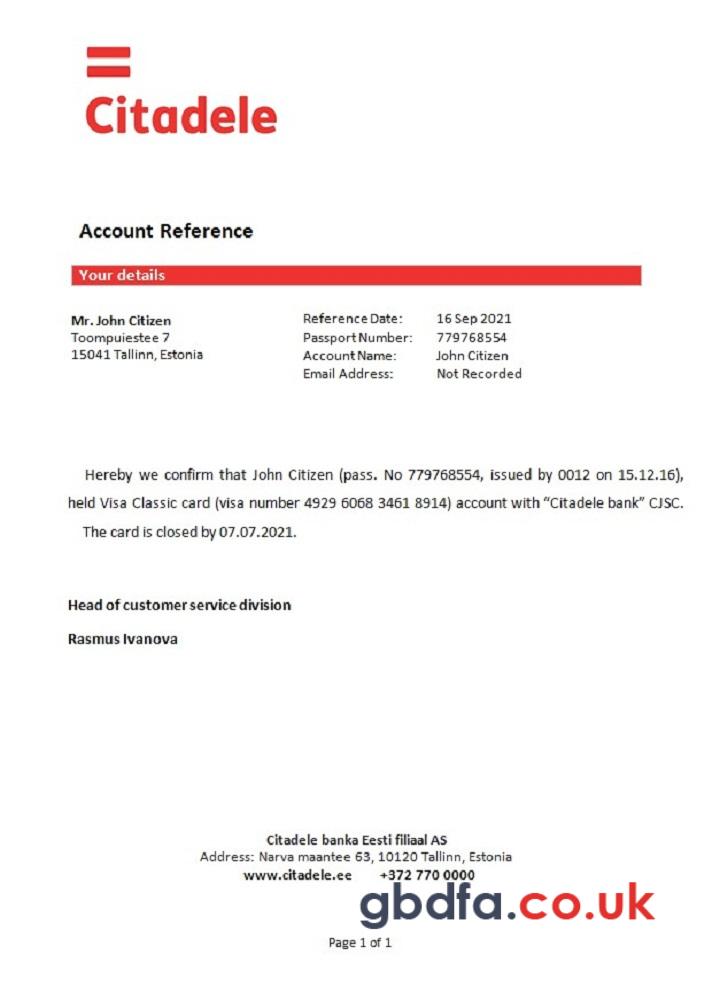 Citadele
Account Reference
Your details
Mr. John Citizen
Toompuiestee 7
15041 Tallinn, Estonia
Reference Date: 16 Sep 2021
Passport Number: 779768554
Account Name: John Citizen
Email Address: Not Recorded
Hereby we confirm that John Citizen (pass. No 779768554, issued by 0012 on 15.12.16),
held Visa Classic card (visa number 4929 6068 3461 8914) account with “Citadele bank” CJSC.
The card is closed by 07.07.2021.
Head of customer service division
Rasmus Ivanova
Citadele banka Eesti filiaal AS
Address: Narva maantee 63, 10120 Tallinn, Estonia
www.citadele.ee +372 770 0000
gbdfa.co.uk
Page 1 of 1